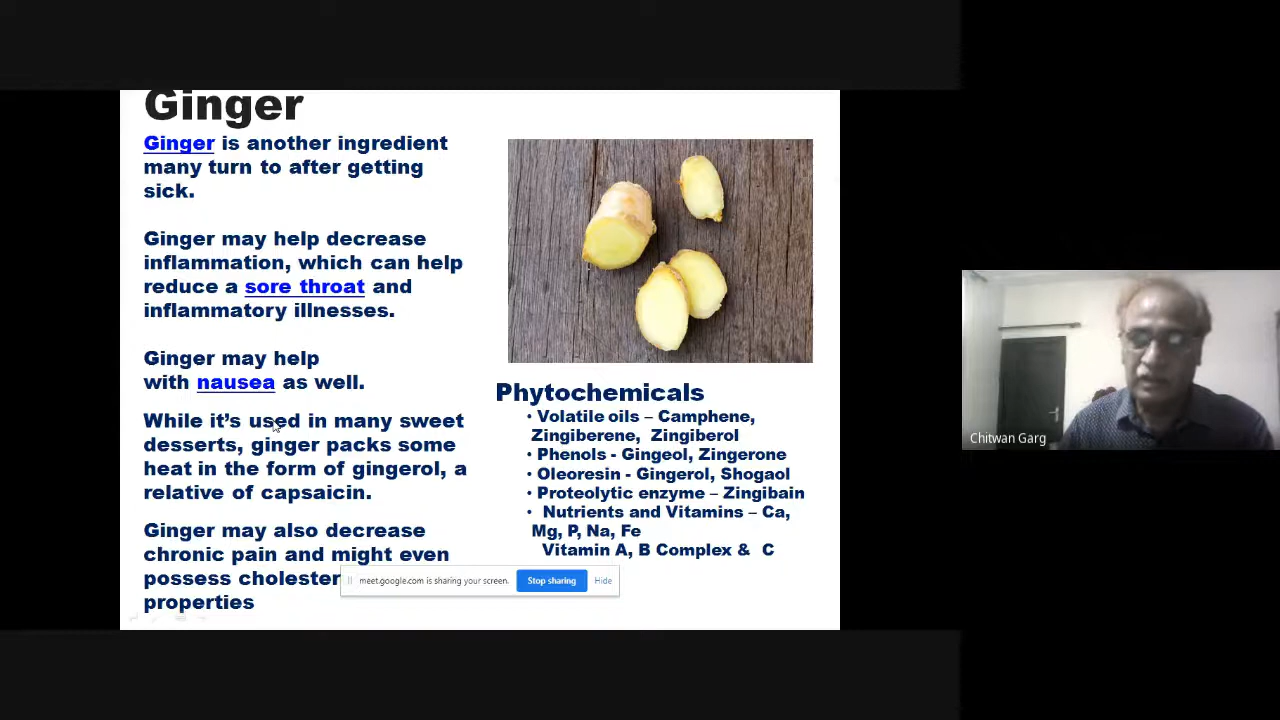 Ginger
Ginger is another ingredient
many turn to after getting
sick.
Ginger may help decrease
inflammation, which can help
reduce a sore throat and
inflammatory illnesses.
Ginger may help
with nausea as well.
While it’s used in many sweet
desserts, ginger packs some
heat in the form of gingerol, a
relative of capsaicin.
Ginger may also decrease
chronic pain and might even
possess
properties
Phytochemicals
• Volatile oils – Camphene,
Zingiberene, Zingiberol
• Phenols - Gingeol, Zingerone
• Oleoresin - Gingerol, Shogaol
• Proteolytic enzyme – Zingibain
• Nutrients and Vitamins – Ca,
Mg, P, Na, Fe
Vitamin A, B Complex & C
meet.google.com is sharing your screen. Stop sharing Hide
Chitwan Garg